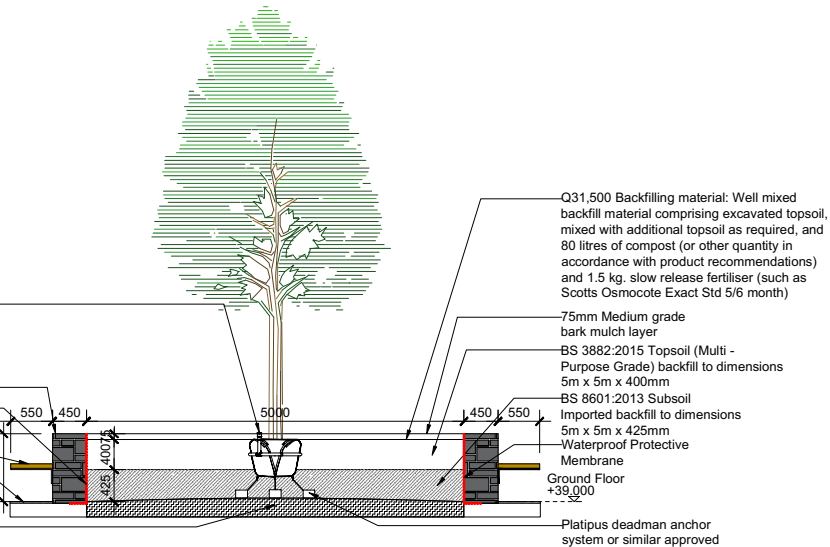 Q31,500 Backfilling material: Well mixed
backfill material comprising excavated topsoil,
mixed with additional topsoil as required, and
80 litres of compost (or other quantity in
accordance with product recommendations)
and 1.5 kg. slow release fertiliser (such as
Scotts Osmocote Exact Std 5/6 month)
75mm Medium grade
bark mulch layer
BS 3882:2015 Topsoil (Multi -
Purpose Grade) backfill to dimensions
5m x 5m x 400mm
BS 8601:2013 Subsoil
Imported backfill to dimensions
5m x 5m x 425mm
Waterproof Protective
Membrane
Ground Floor
+39.000
Platipus deadman anchor
system or similar approved
550 450 5000 450 550
75
400
425